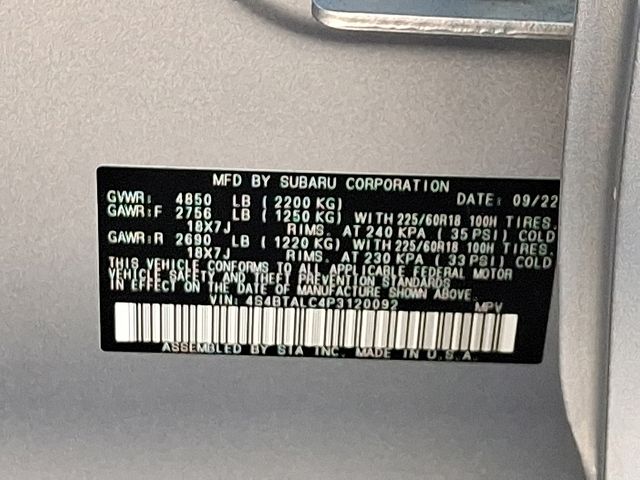 MFD BY SUBARU CORPORATION DATE: 09/22
GVWR: 4850 LB (2200 KG)
GAWR:F 2756 LB (1250 KG) WITH 225/60R18 100H TIRES,
18X7J RIMS, AT 240 KPA (35 PSI) COLD
GAWR:R 2690 LB (1220 KG) WITH 225/60R18 100H TIRES,
18X7J RIMS, AT 230 KPA (33 PSI) COLD
THIS VEHICLE CONFORMS TO ALL APPLICABLE FEDERAL MOTOR
VEHICLE SAFETY AND THEFT PREVENTION STANDARDS
IN EFFECT ON THE DATE OF MANUFACTURE SHOWN ABOVE.
VIN: 4S4BTALC4P3120092 MPV
ASSEMBLED BY SIA INC. MADE IN U.S.A.